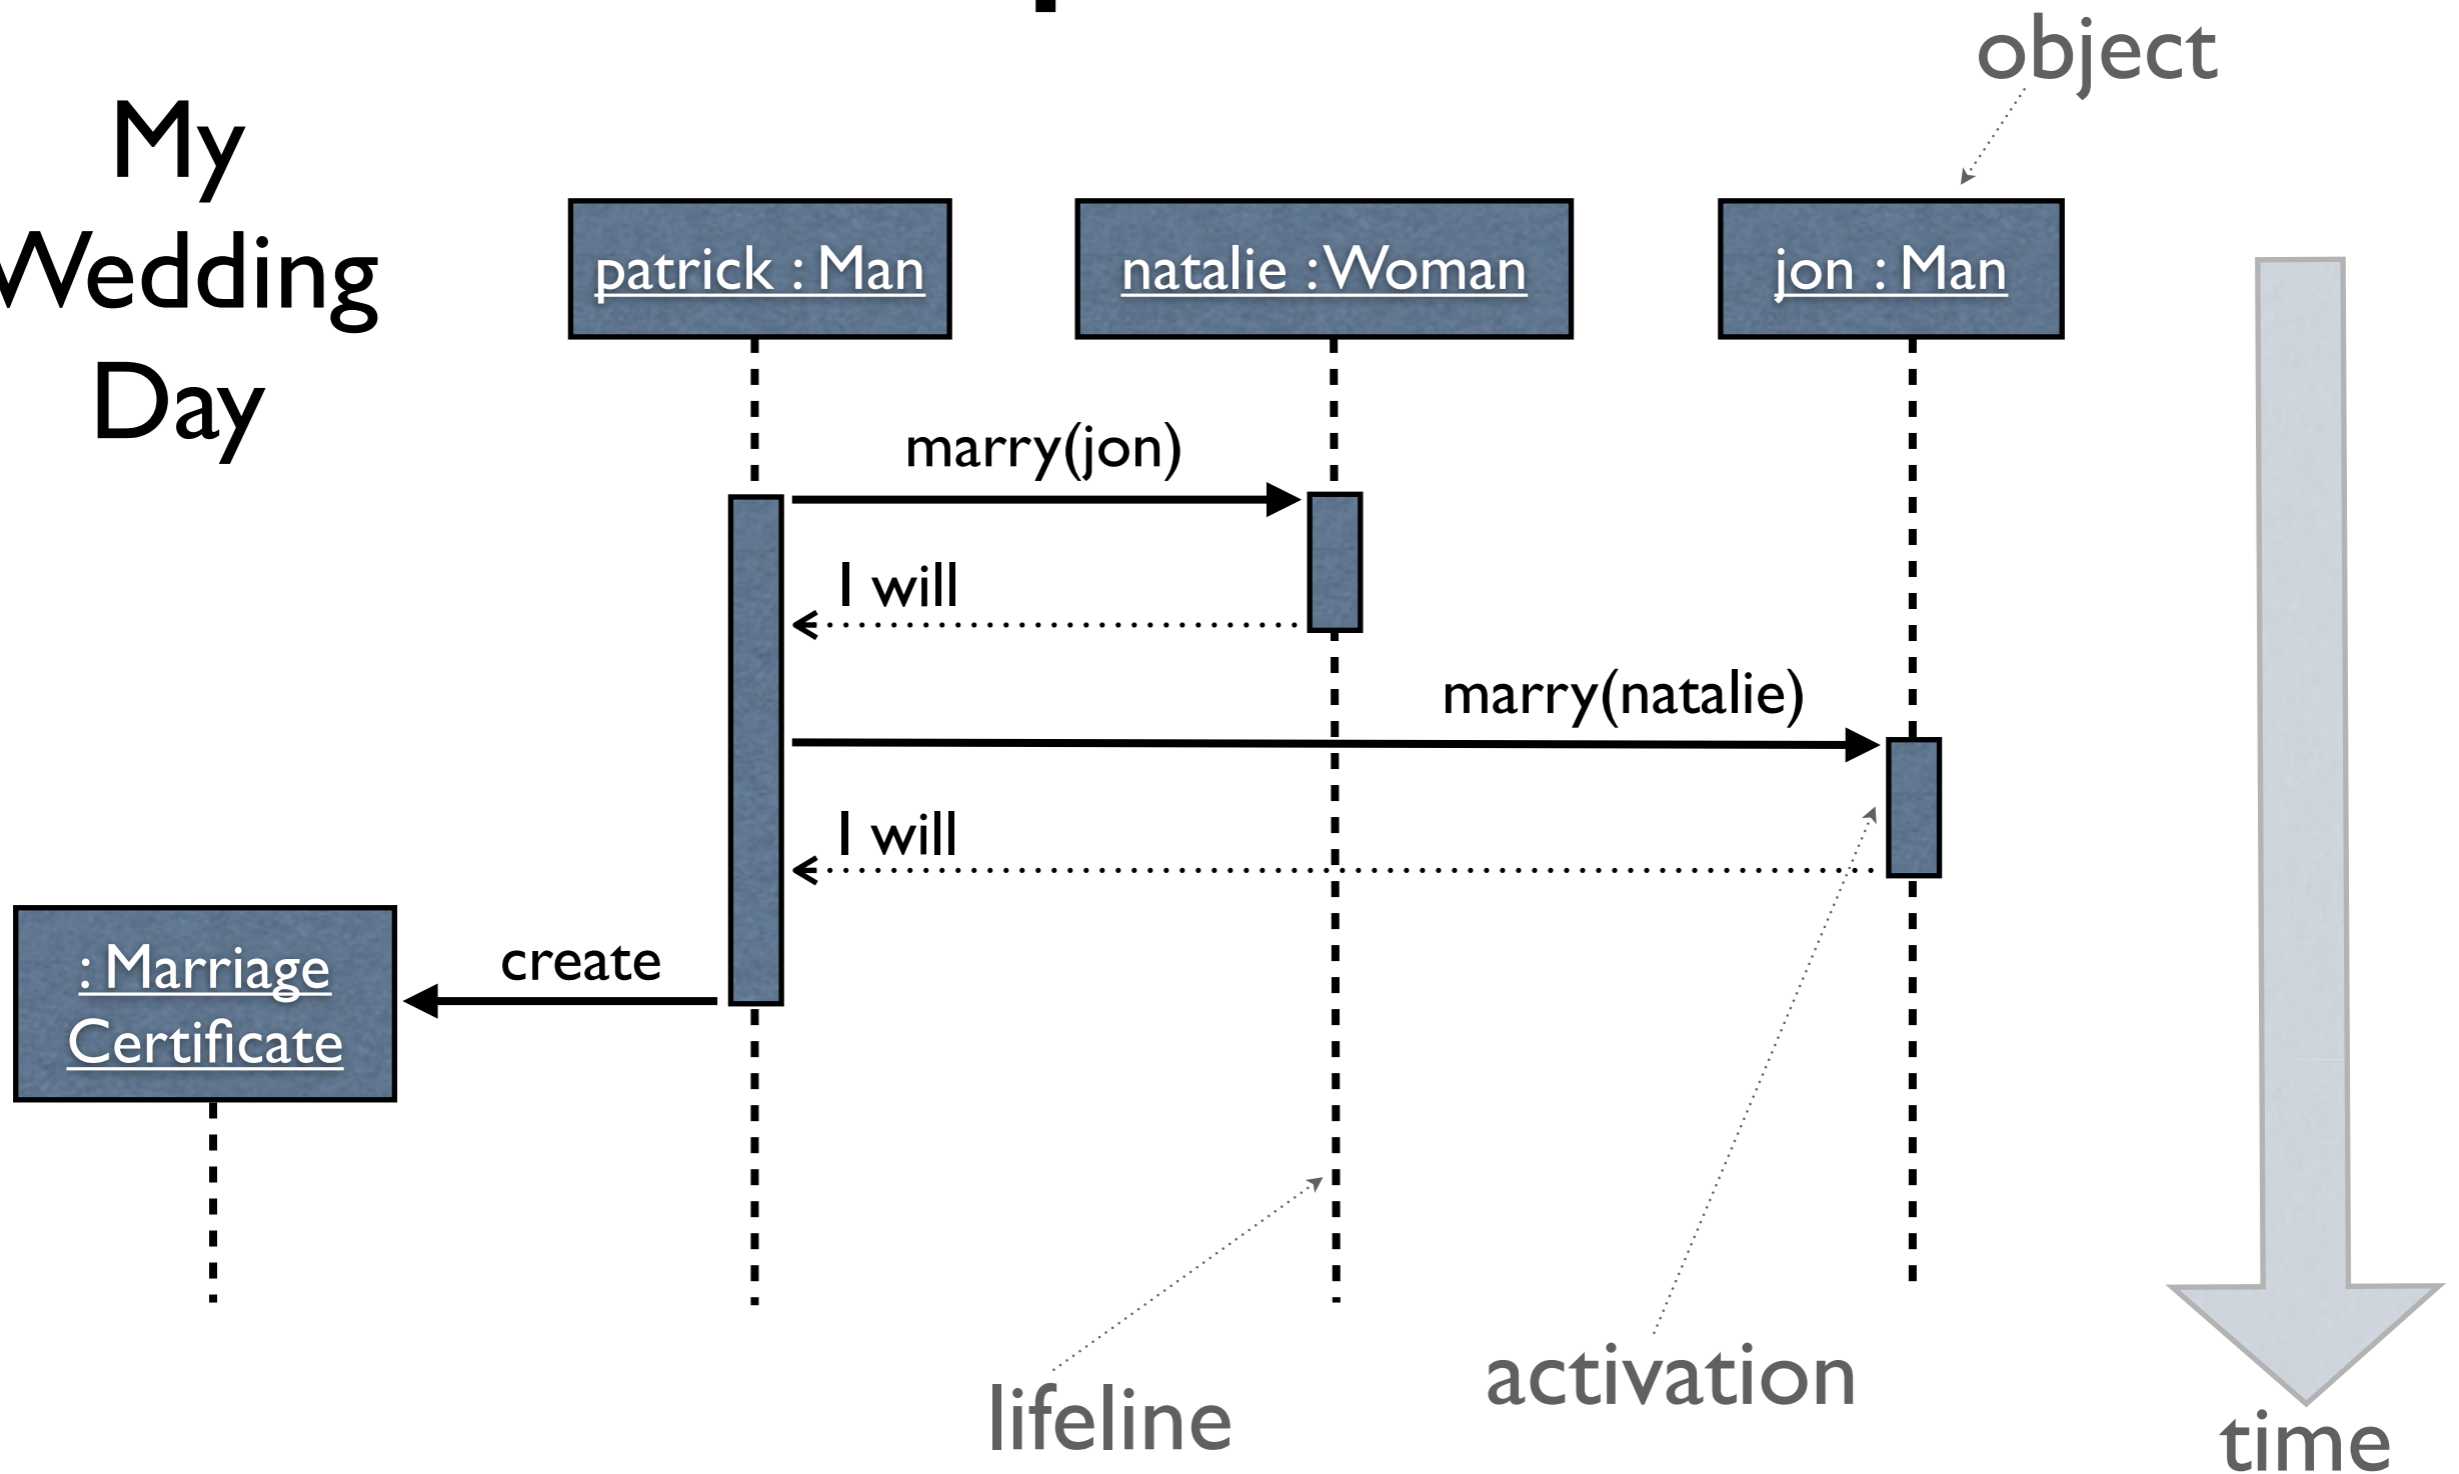 object
My
Wedding
Day
patrick : Man
natalie : Woman
jon : Man
marry(jon)
I will
marry(natalie)
I will
create
: Marriage
Certificate
activation
lifeline
time